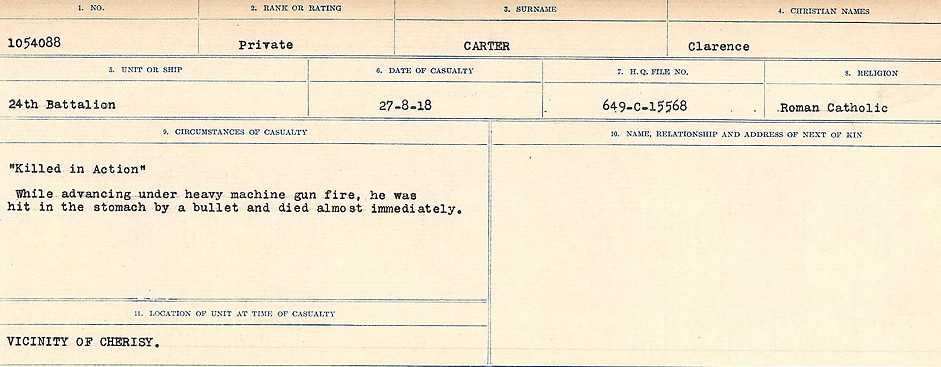 1. NO.
2. RANK OR RATING
3. SURNAME
4. CHRISTIAN NAMES
1054088
Private
CARTER
Clarence
5. UNIT OR SHIP
6. DATE OF CASUALTY
7. H.Q. FILE NO.
8. RELIGION
24th Battalion
27-8-18
649-C-15568
Roman Catholic
9. CIRCUMSTANCES OF CASUALTY
"Killed in Action"
While advancing under heavy machine gun fire, he was
hit in the stomach by a bullet and died almost immediately.
10. NAME, RELATIONSHIP AND ADDRESS OF NEXT OF KIN
11. LOCATION OF UNIT AT TIME OF CASUALTY
VICINITY OF CHERISY.